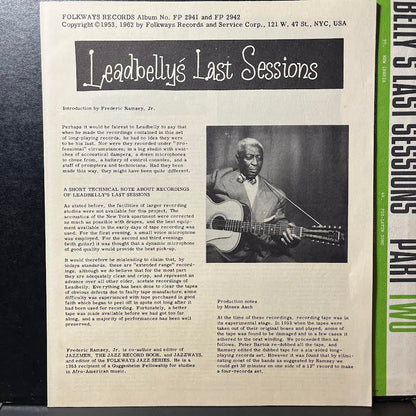 FOLKWAYS RECORDS Album No. FP 2941 and FP 2942
Copyright ©1953, 1962 by Folkways Records and Service Corp., 121 W. 47 St., NYC, USA
Leadbelly's Last Sessions
Introduction by Frederic Ramsey, Jr.
Perhaps it would be fairest to Leadbelly to say that
when he made the recordings contained in this set
of long-playing records, he had no idea they were
to be his last. Nor were they recorded under "pro-
fessional" circumstances; in a big studio with swatches
of acoustical dampers, a dozen microphones
to chose from, a battery of control consoles, and a
staff of prompters and technicians. Had they been
made this way, they might have been quite different.
A SHORT TECHNICAL NOTE ABOUT RECORDINGS
OF LEADBELLY'S LAST SESSIONS
As stated before, the facilities of larger recording
studios were not available for this project. The
accoustics of the New York apartment were corrected
as much as possible with drapes, and the best equip-
ment available in the early days of tape recording was
used. For the first evening, a small voice microphone
was employed. For the second and third evenings
(with guitar) it was thought that a dynamic microphone
of good quality would provide the best pick-up.
It would therefore be misleading to claim that, by
todays standards, these are "extended range" record-
ings, although we do believe that for the most part
they are adequately clear and crisp, and represent an
advance over all other older, acetate recordings of
Leadbelly. Everything has been done to clear the tapes
of obvious defects due to faulty tape manufacture; some
difficulty was experienced with tape purchased in good
faith which began to peel off in spots not long after it
had been used for recording purposes. But a better
tape was made available before we had got too far
along, and a majority of performances has been well
preserved.
Frederic Ramsey, Jr. is co-author and editor of
JAZZMEN, THE JAZZ RECORD BOOK, and JAZZWAYS,
and editor of the FOLKWAYS JAZZ SERIES. He is a
1953 recipient of a Guggenheim Fellowship for studies
in Afro-American music.
Production notes
by Moses Asch
At the time of these recordings, recording tape was in
its experimental stage. In 1953 when the tapes were
taken out of their original boxes and played, some of
the tape was found to be damaged and in a few cases
adhered to the next winding. We proceeded then as
follows. Peter Bartok re-dubbed all the tape, and
Ramsey edited the dubbed tape for a six-sided long-
playing records set. However it was found that by elimi-
nating most of the bands as suggested by Ramsey we
could get 30 minutes on one side of a 12" record to make
a four-records set.
BELLY'S LAST SESSIONS PART TWO